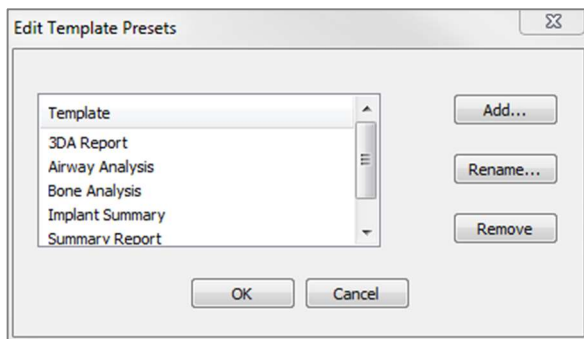 Edit Template Presets
Template
3DA Report
Airway Analysis
Bone Analysis
Implant Summary
Summary Report
Add...
Rename...
Remove
OK
Cancel